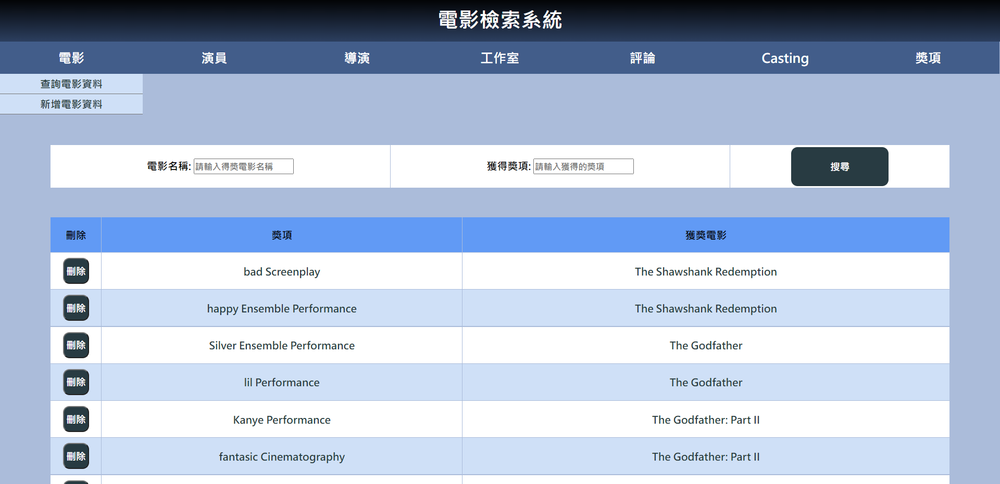 電影檢索系統
電影 演員 導演 工作室 評論 Casting 獎項
查詢電影資料
新增電影資料
電影名稱: 請輸入得獎電影名稱 獲得獎項: 請輸入獲得的獎項 搜尋
刪除 獎項 獲獎電影
刪除 bad Screenplay The Shawshank Redemption
刪除 happy Ensemble Performance The Shawshank Redemption
刪除 Silver Ensemble Performance The Godfather
刪除 lil Performance The Godfather
刪除 Kanye Performance The Godfather: Part II
刪除 fantasic Cinematography The Godfather: Part II